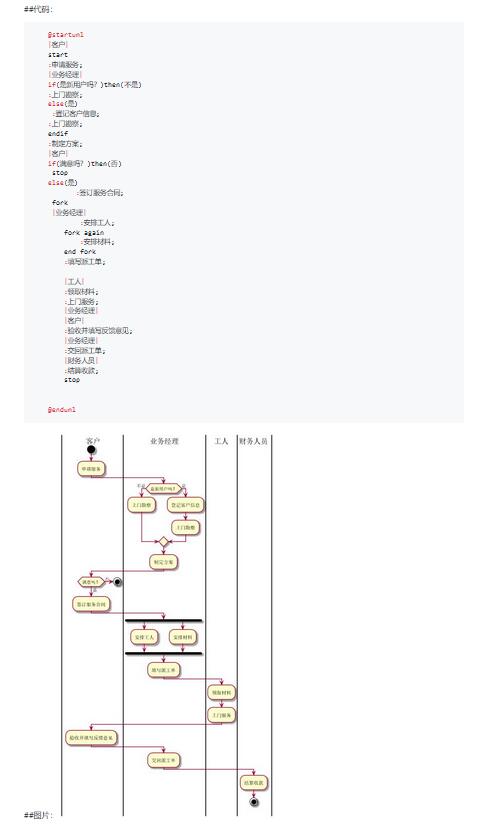 ##代码:
@startuml
|客户|
start
:申请服务;
|业务经理|
if(是新用户吗？)then(不是)
:上门勘察;
else(是)
:登记客户信息;
:上门勘察;
endif
:制定方案;
|客户|
if(满意吗？)then(否)
stop
else(是)
:签订服务合同;
fork
|业务经理|
:安排工人;
fork again
:安排材料;
end fork
:填写派工单;
|工人|
:领取材料;
:上门服务;
|业务经理|
|客户|
:验收并填写反馈意见;
|业务经理|
:交回派工单;
|财务人员|
:结算收款;
stop
@enduml
客户 业务经理 工人 财务人员
申请服务
不是 是新用户吗? 是
上门勘察 登记客户信息
上门勘察
制定方案
满意吗? 否
是
签订服务合同
安排工人 安排材料
填写派工单
领取材料
上门服务
验收并填写反馈意见
交回派工单
结算收款
##图片: